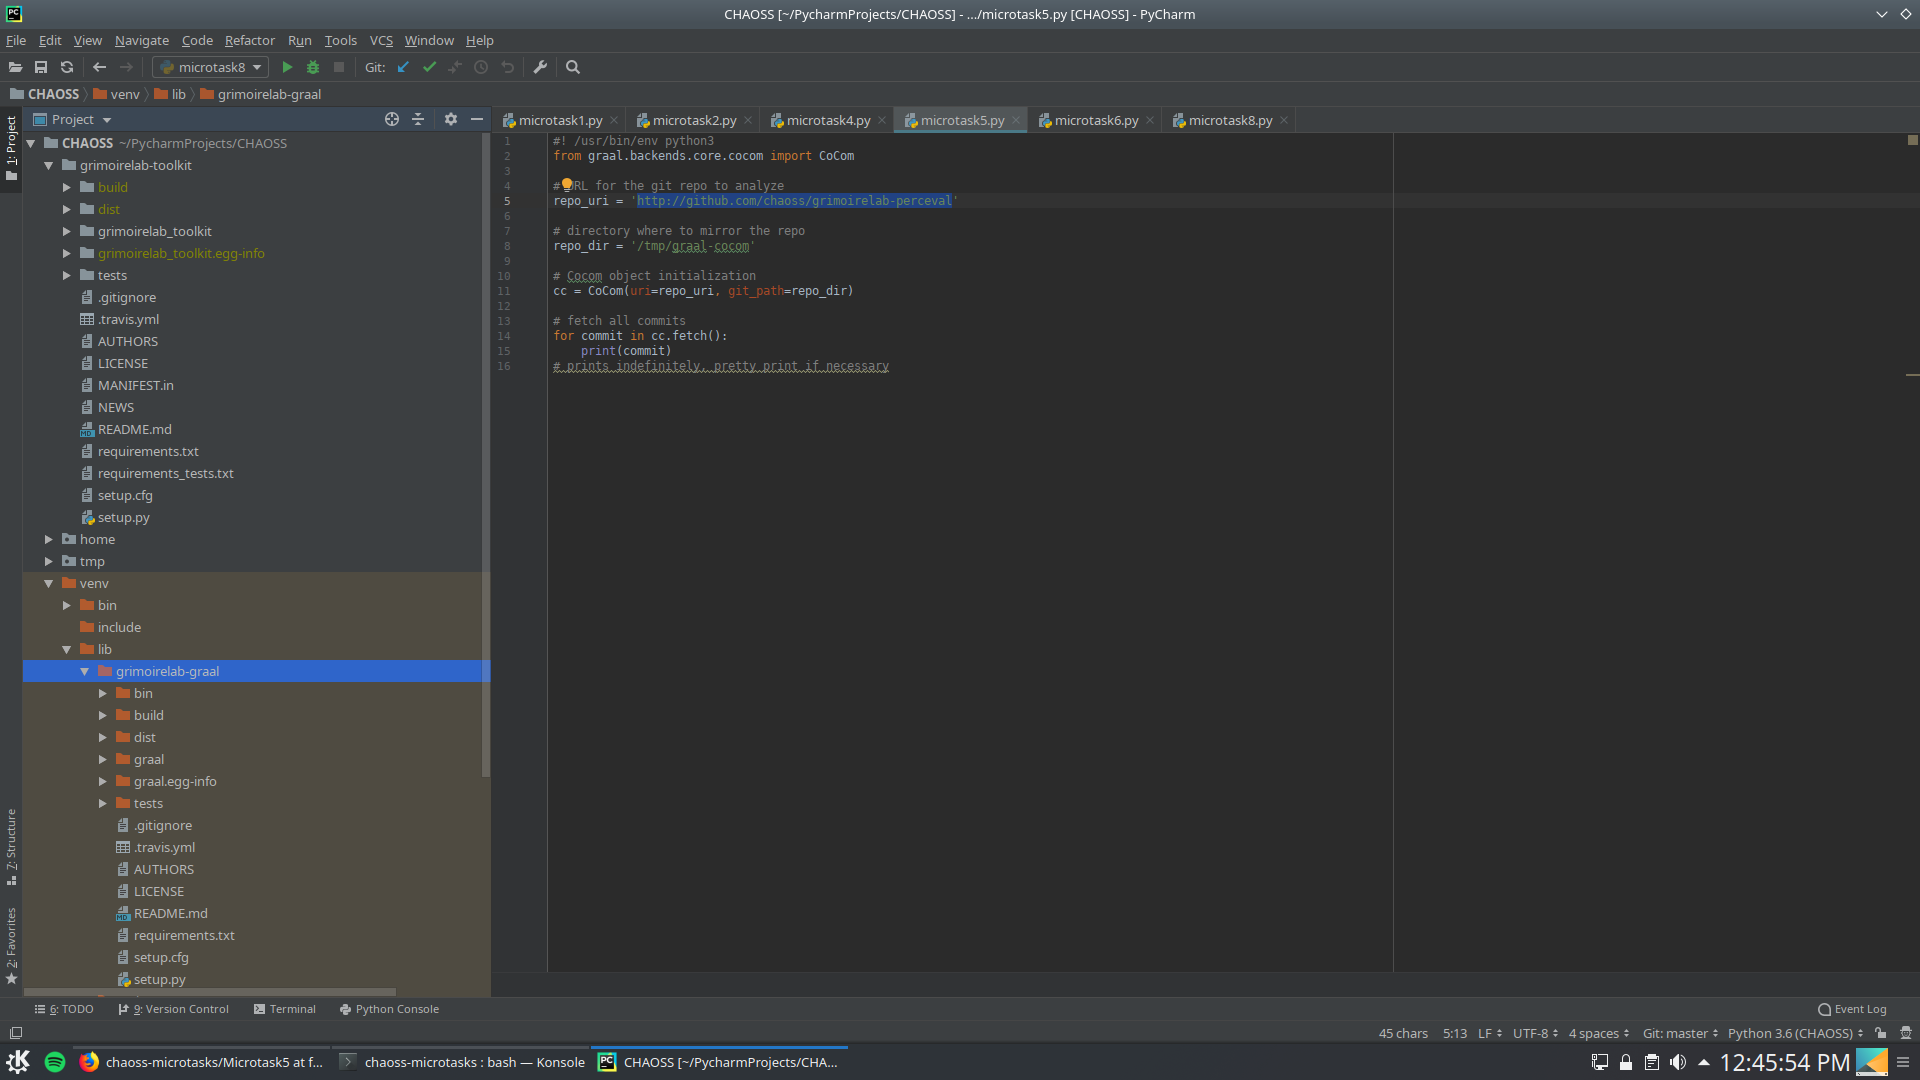 CHAOSS [~/PycharmProjects/CHAOSS] - .../microtask5.py [CHAOSS] - PyCharm
File Edit View Navigate Code Refactor Run Tools VCS Window Help
microtask8 Git:
CHAOSS venv lib grimoirelab-graal
1: Project
Project
microtask1.py microtask2.py microtask4.py microtask5.py microtask6.py microtask8.py
CHAOSS ~/PycharmProjects/CHAOSS
grimoirelab-toolkit
build
dist
grimoirelab_toolkit
grimoirelab_toolkit.egg-info
tests
.gitignore
.travis.yml
AUTHORS
LICENSE
MANIFEST.in
NEWS
README.md
requirements.txt
requirements_tests.txt
setup.cfg
setup.py
home
tmp
venv
bin
include
lib
grimoirelab-graal
bin
build
dist
graal
graal.egg-info
tests
.gitignore
.travis.yml
AUTHORS
LICENSE
README.md
requirements.txt
setup.cfg
setup.py
7: Structure
2: Favorites
1 #! /usr/bin/env python3
2 from graal.backends.core.cocom import CoCom
3
4 # URL for the git repo to analyze
5 repo_uri = 'http://github.com/chaoss/grimoirelab-perceval'
6
7 # directory where to mirror the repo
8 repo_dir = '/tmp/graal-cocom'
9
10 # Cocom object initialization
11 cc = CoCom(uri=repo_uri, git_path=repo_dir)
12
13 # fetch all commits
14 for commit in cc.fetch():
15 print(commit)
16 # prints indefinitely, pretty print if necessary
6: TODO 9: Version Control Terminal Python Console Event Log
45 chars 5:13 LF UTF-8 4 spaces Git: master Python 3.6 (CHAOSS)
chaoss-microtasks/Microtask5 at f... chaoss-microtasks : bash — Konsole CHAOSS [~/PycharmProjects/CHA... 12:45:54 PM